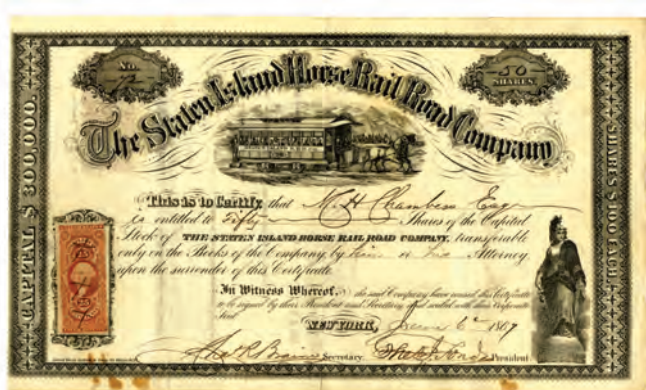 No.
50
SHARES.
The Staten Island Horse Rail Road Company
CAPITAL $ 300,000.
SHARES $ 100 EACH.
This is to Certify that N. H. Chambers Esqr
is entitled to Fifty Shares of the Capital
Stock of THE STATEN ISLAND HORSE RAIL ROAD COMPANY, transferable
only on the Books of the Company by him or his Attorney
upon the surrender of this Certificate.
In Witness Whereof, the said Company have caused this Certificate
to be signed by their President and Secretary and sealed with their Corporate
Seal
NEW YORK, June 6th 1867
Secretary.
President